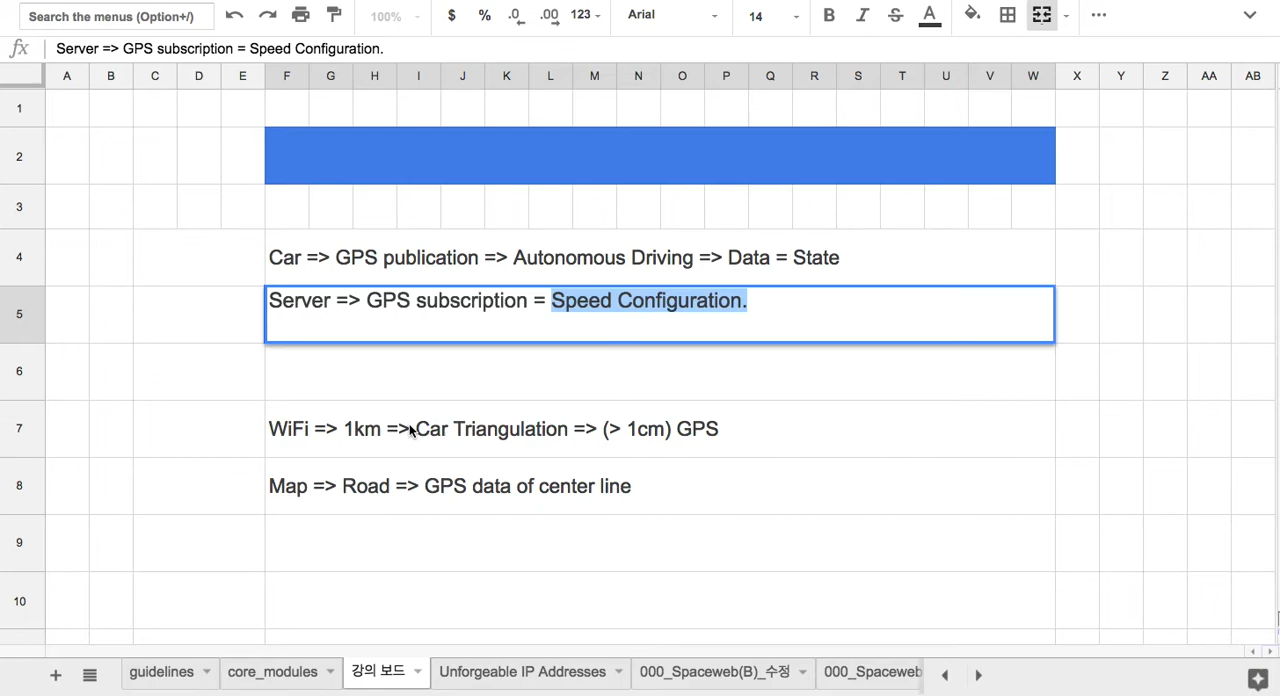 Search the menus (Option+/)
100%
$ % .0 .00 123
Arial
14
B I S A
fx Server => GPS subscription = Speed Configuration.
A B C D E F G H I J K L M N O P Q R S T U V W X Y Z AA AB
1
2
3
4 Car => GPS publication => Autonomous Driving => Data = State
5 Server => GPS subscription = Speed Configuration.
6
7 WiFi => 1km => Car Triangulation => (> 1cm) GPS
8 Map => Road => GPS data of center line
9
10
guidelines core_modules 강의 보드 Unforgeable IP Addresses 000_Spaceweb(B)_수정 000_Spaceweb